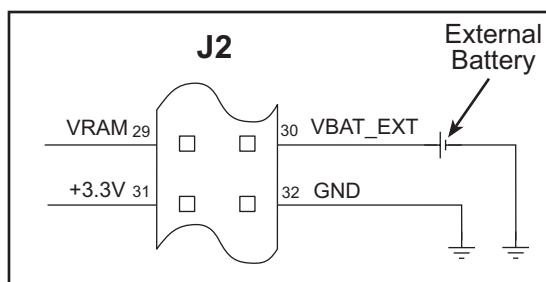 External
Battery
J2
VRAM 29
30 VBAT_EXT
+3.3V 31
32 GND